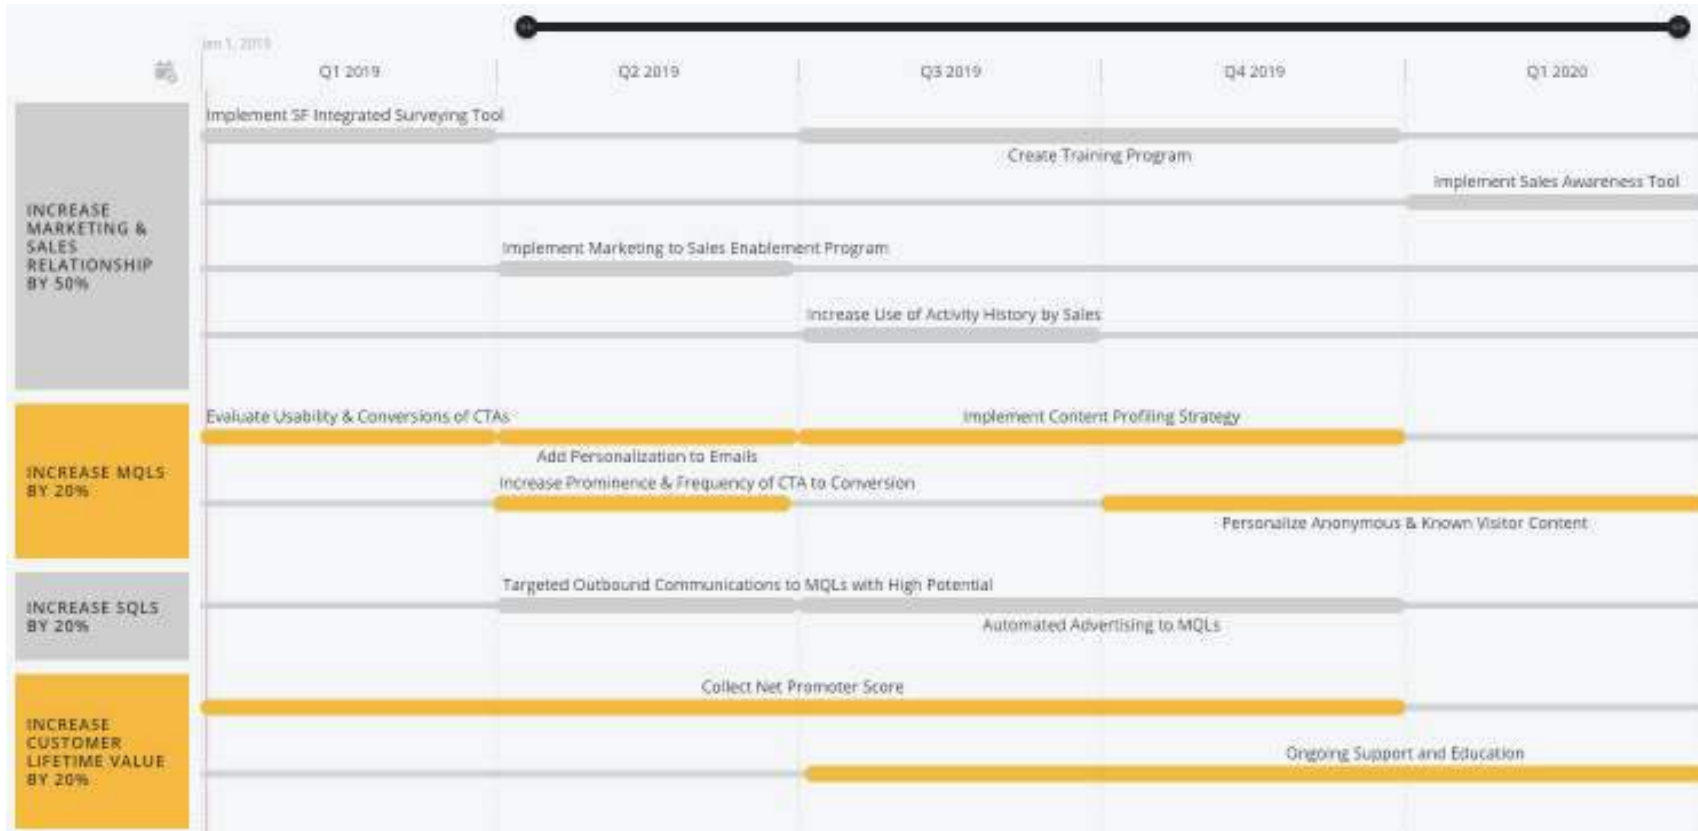 Jan 1, 2019
Q1 2019
Q2 2019
Q3 2019
Q4 2019
Q1 2020
INCREASE
MARKETING &
SALES
RELATIONSHIP
BY 50%
Implement SF Integrated Surveying Tool
Create Training Program
Implement Sales Awareness Tool
Implement Marketing to Sales Enablement Program
Increase Use of Activity History by Sales
INCREASE MQLS
BY 20%
Evaluate Usability & Conversions of CTAs
Implement Content Profiling Strategy
Add Personalization to Emails
Increase Prominence & Frequency of CTA to Conversion
Personalize Anonymous & Known Visitor Content
INCREASE SQLS
BY 20%
Targeted Outbound Communications to MQLs with High Potential
Automated Advertising to MQLs
INCREASE
CUSTOMER
LIFETIME VALUE
BY 20%
Collect Net Promoter Score
Ongoing Support and Education